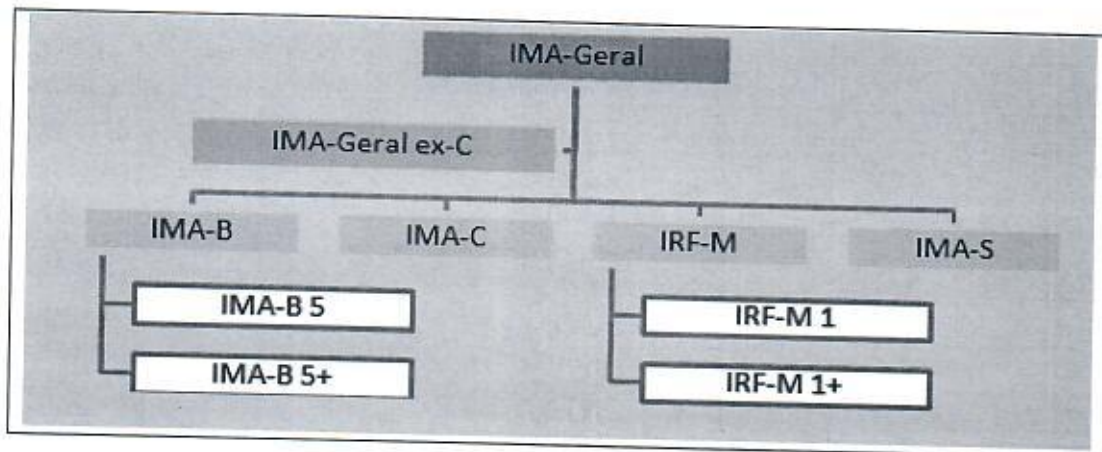 IMA-Geral
IMA-Geral ex-C
IMA-B
IMA-C
IRF-M
IMA-S
IMA-B 5
IRF-M 1
IMA-B 5+
IRF-M 1+